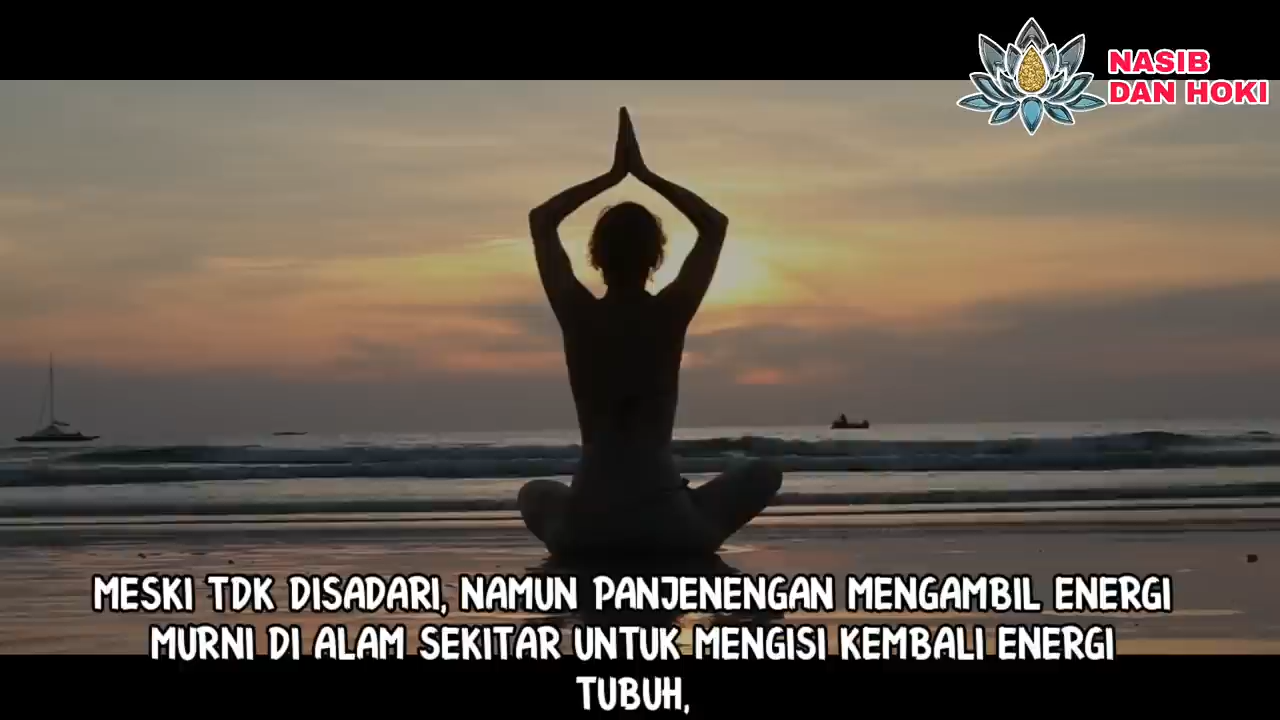 NASIB
DAN HOKI
MESKI TDK DISADARI, NAMUN PANJENENGAN MENGAMBIL ENERGI
MURNI DI ALAM SEKITAR UNTUK MENGISI KEMBALI ENERGI
TUBUH,